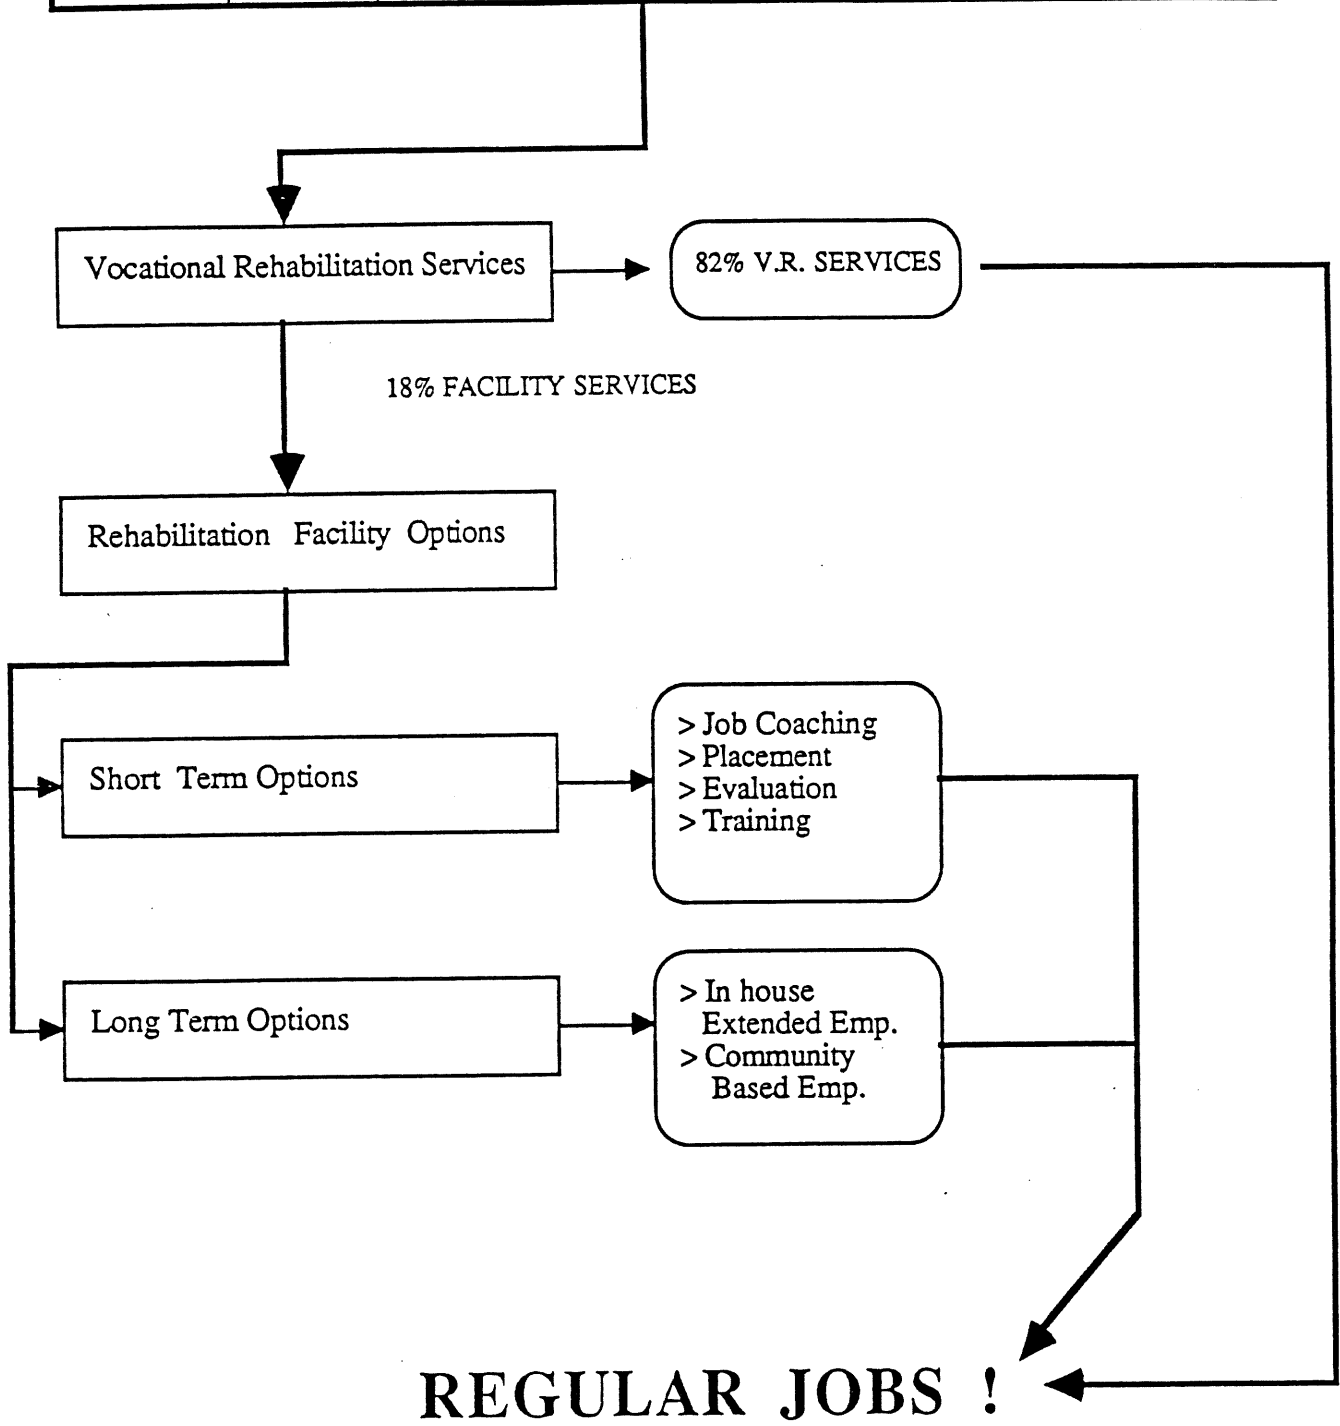 Vocational Rehabilitation Services
82% V.R. SERVICES
18% FACILITY SERVICES
Rehabilitation Facility Options
Short Term Options
> Job Coaching
> Placement
> Evaluation
> Training
Long Term Options
> In house
Extended Emp.
> Community
Based Emp.
REGULAR JOBS !